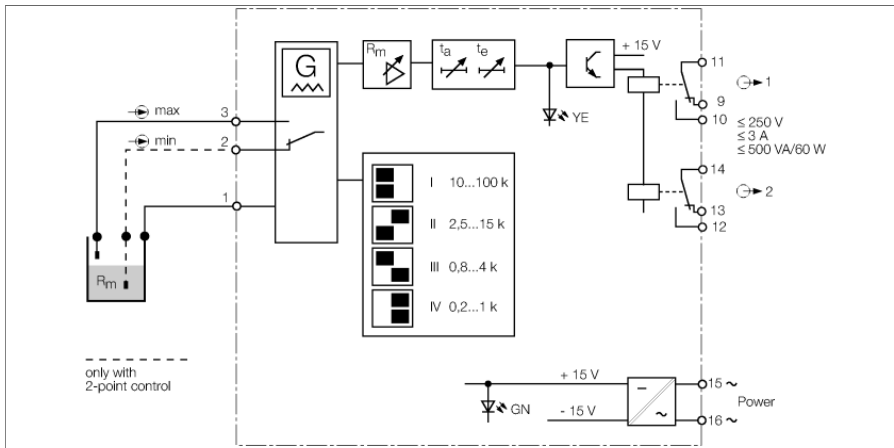 G
Rm
ta
te
+ 15 V
11
1
9
10
≤ 250 V
≤ 3 A
≤ 500 VA/60 W
YE
max
3
min
2
1
Rm
I 10...100 k
II 2,5...15 k
III 0,8...4 k
IV 0,2...1 k
14
2
13
12
only with
2-point control
+ 15 V
15 ~
GN
- 15 V
~
16 ~
Power